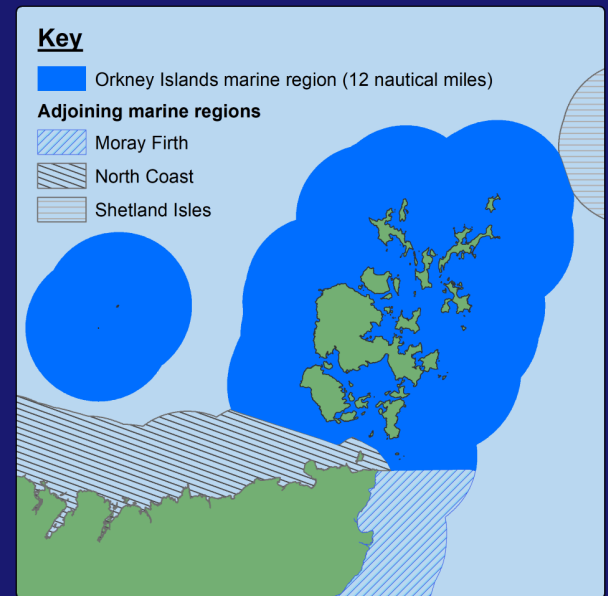 Key
Orkney Islands marine region (12 nautical miles)
Adjoining marine regions
Moray Firth
North Coast
Shetland Isles